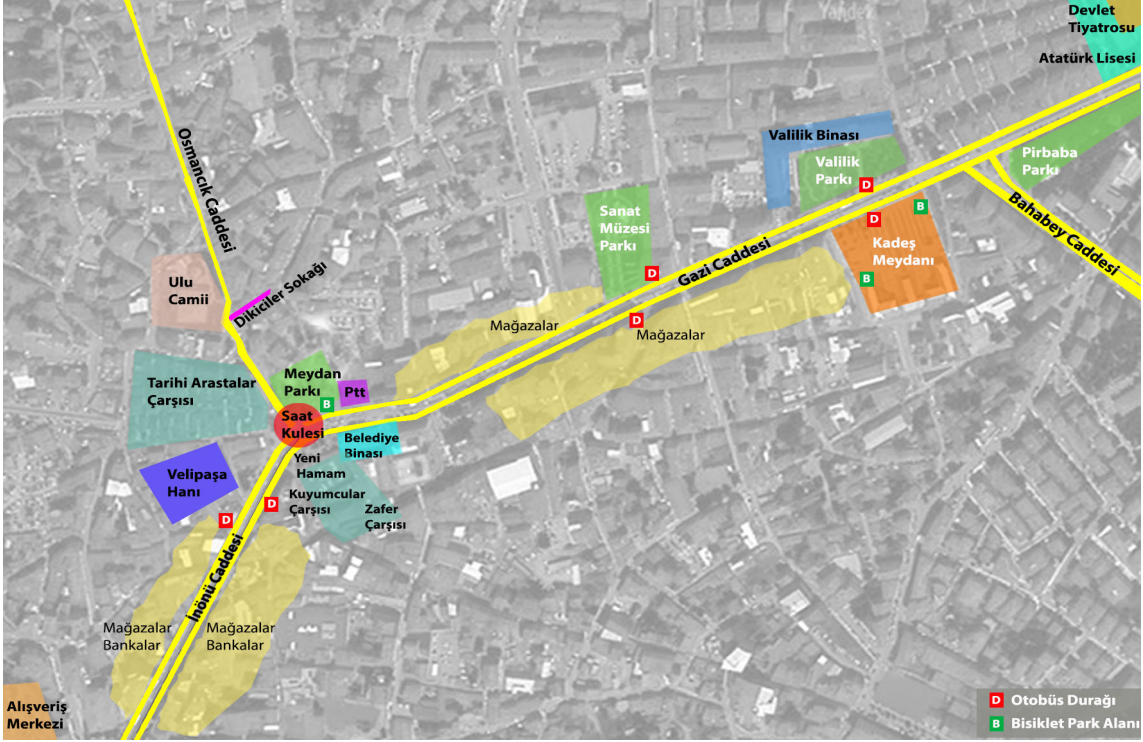 Yandex
Devlet
Tiyatrosu
Atatürk Lisesi
Osmancık Caddesi
Valilik Binası
Valilik
Parkı
D
Pirbaba
Parkı
Bahabey Caddesi
Sanat
Müzesi
Parkı
D
Gazi Caddesi
B
D
Kadeş
Meydanı
B
Ulu
Camii
Dikiciler Sokağı
Mağazalar
D
Mağazalar
Tarihi Arastalar
Çarşısı
Meydan
Parkı
B
Ptt
Saat
Kulesi
Belediye
Binası
Yeni
Hamam
Velipaşa
Hanı
Kuyumcular
Çarşısı
Zafer
Çarşısı
D
D
İnönü Caddesi
Mağazalar
Bankalar
Mağazalar
Bankalar
Alışveriş
Merkezi
D Otobüs Durağı
B Bisiklet Park Alanı